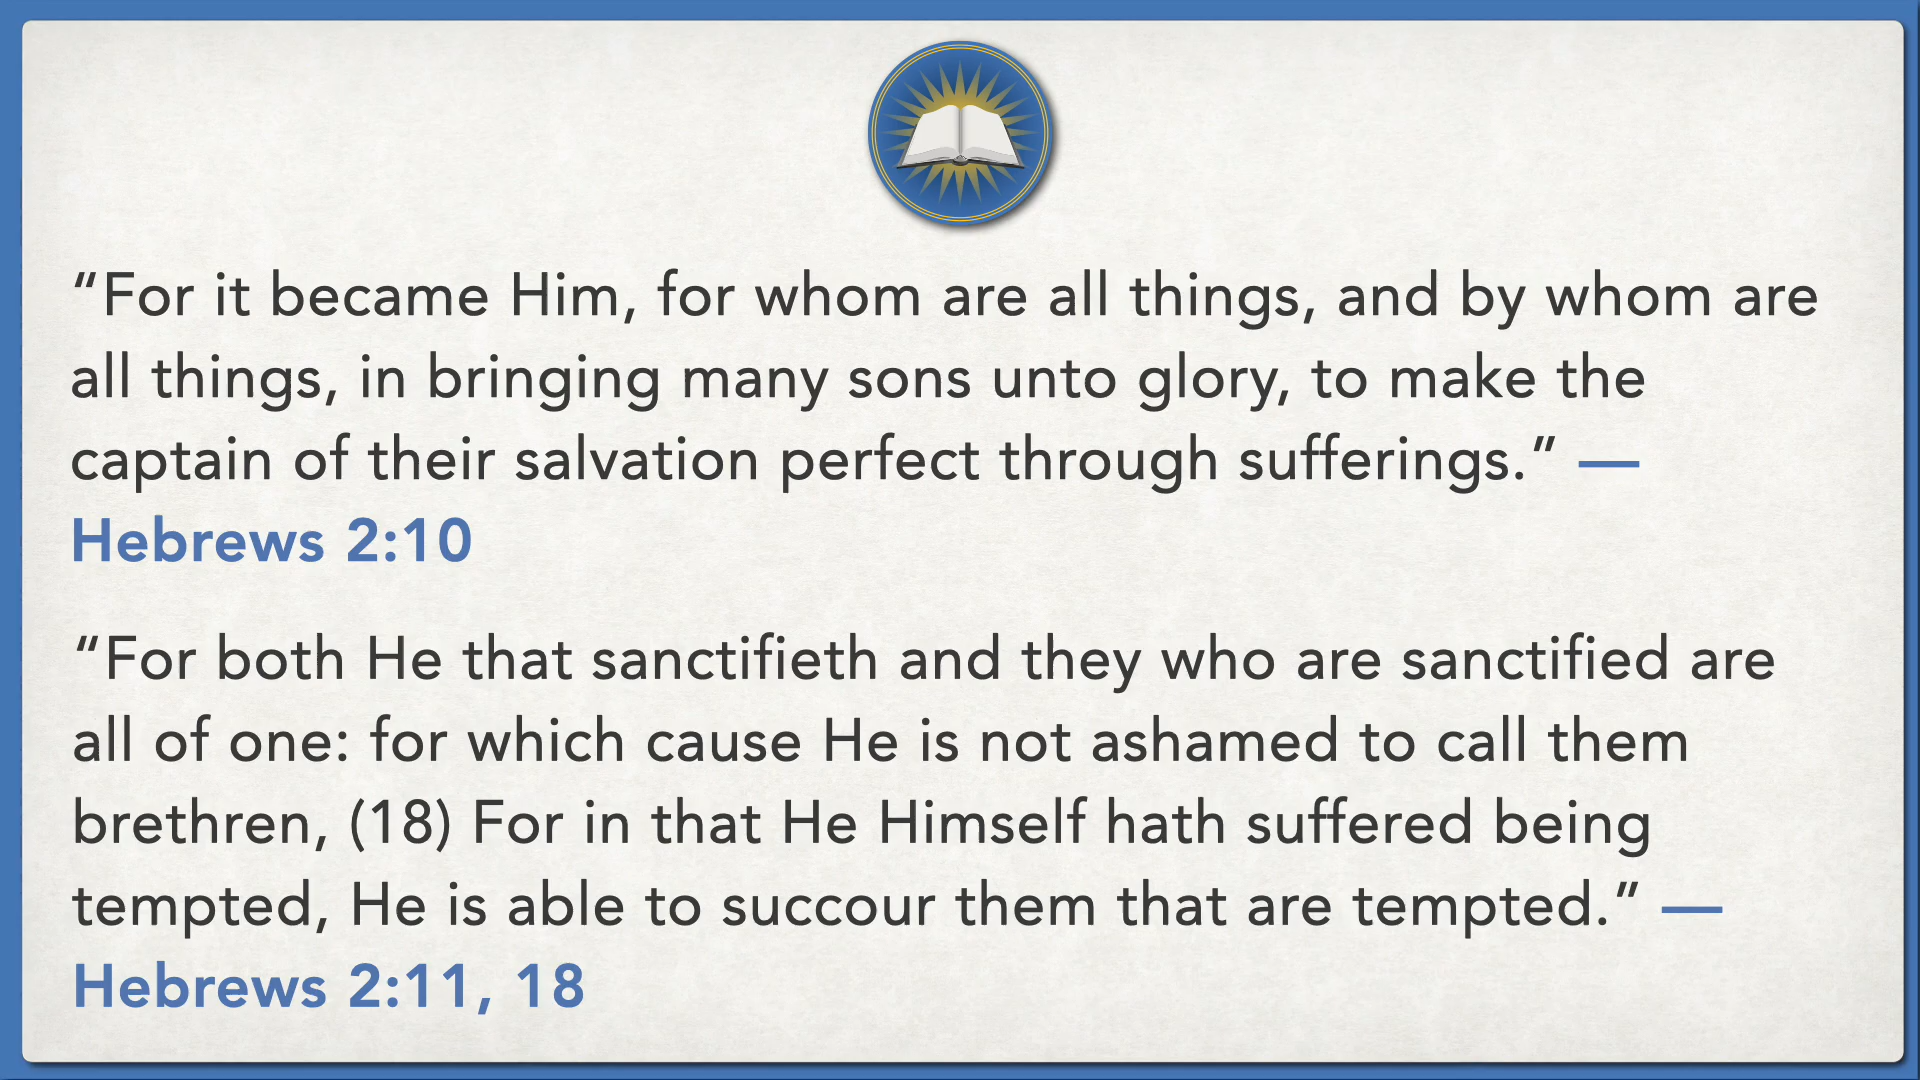 “For it became Him, for whom are all things, and by whom are
all things, in bringing many sons unto glory, to make the
captain of their salvation perfect through sufferings.” —
Hebrews 2:10
“For both He that sanctifieth and they who are sanctified are
all of one: for which cause He is not ashamed to call them
brethren, (18) For in that He Himself hath suffered being
tempted, He is able to succour them that are tempted.” —
Hebrews 2:11, 18